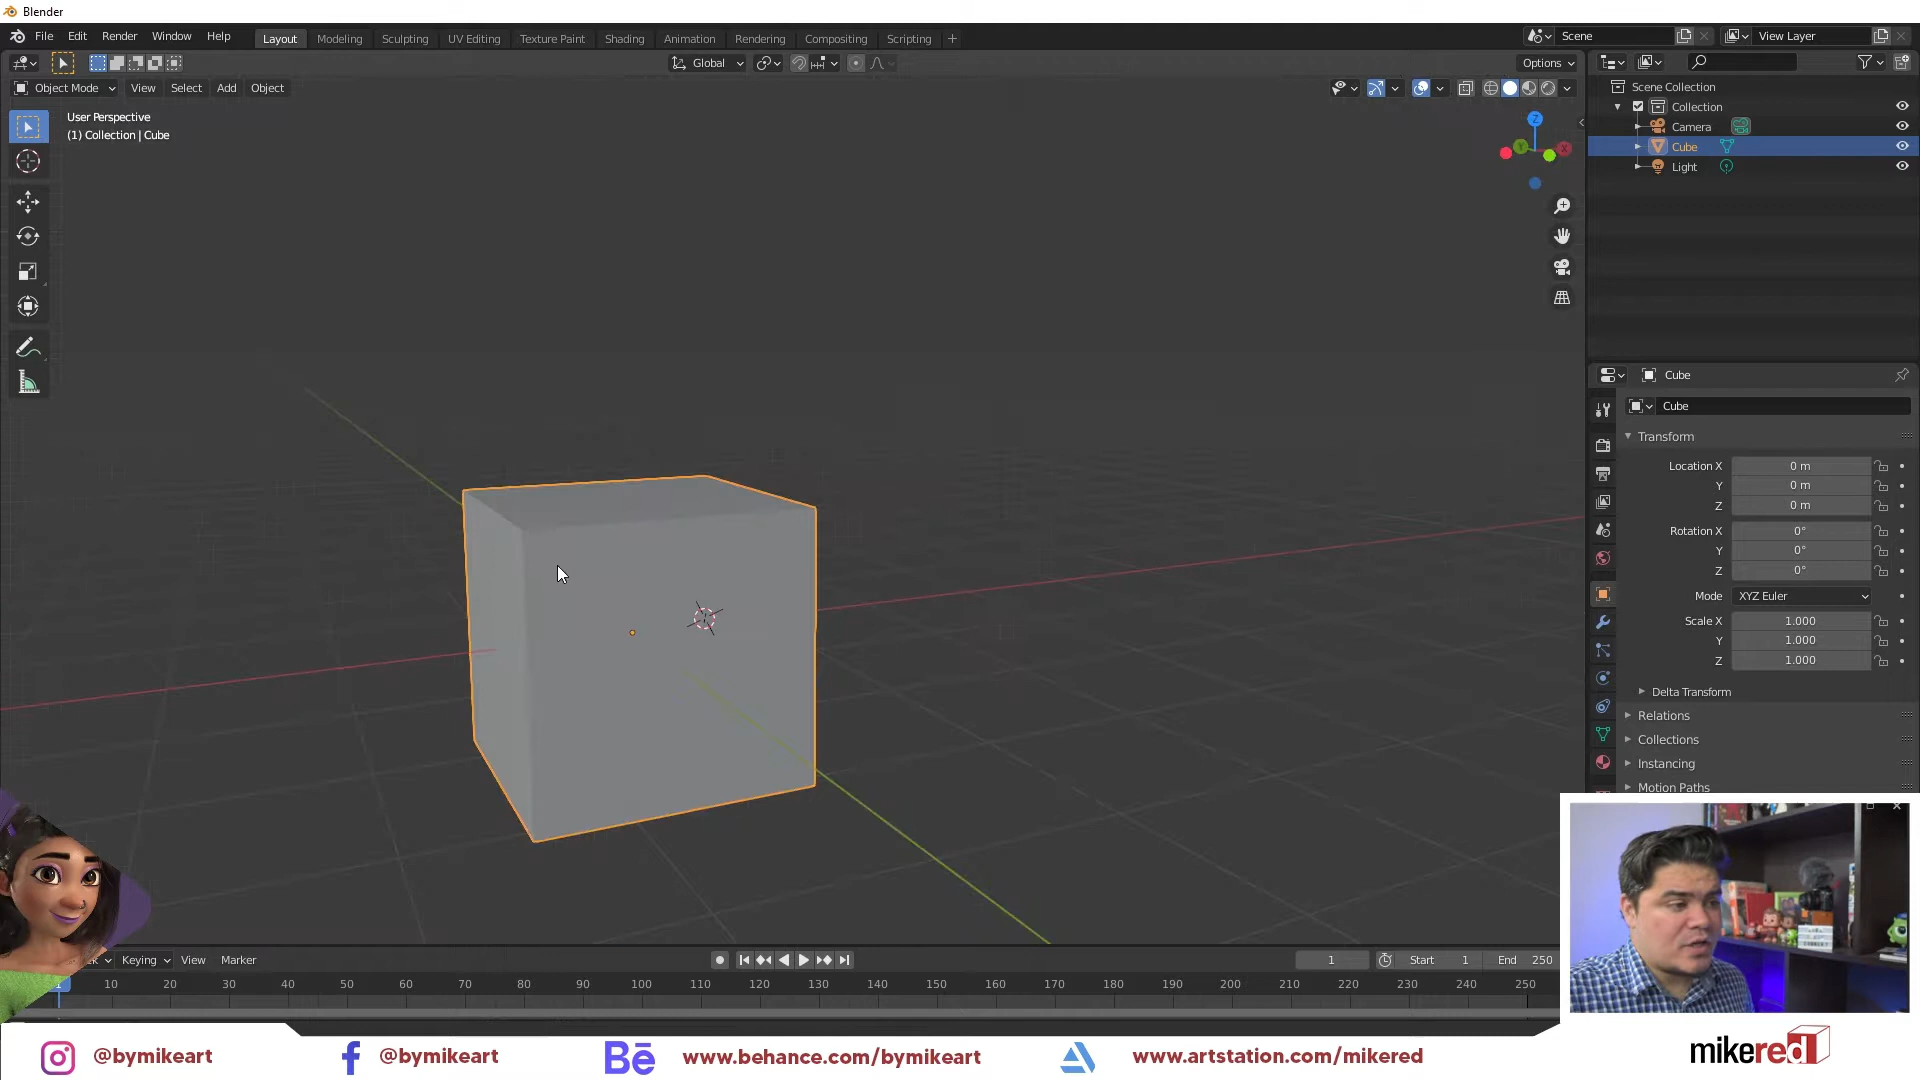 Blender
File Edit Render Window Help Layout Modeling Sculpting UV Editing Texture Paint Shading Animation Rendering Compositing Scripting + Scene View Layer
Global Options
Object Mode View Select Add Object
User Perspective
(1) Collection | Cube
Z
Y
X
Scene Collection
Collection
Camera
Cube
Light
Cube
Cube
Transform
Location X 0 m
Y 0 m
Z 0 m
Rotation X 0°
Y 0°
Z 0°
Mode XYZ Euler
Scale X 1.000
Y 1.000
Z 1.000
Delta Transform
Relations
Collections
Instancing
Motion Paths
Keying View Marker 1 Start 1 End 250
1 10 20 30 40 50 60 70 80 90 100 110 120 130 140 150 160 170 180 190 200 210 220 230 240 250
@bymikeart @bymikeart Bē www.behance.com/bymikeart www.artstation.com/mikered mikered